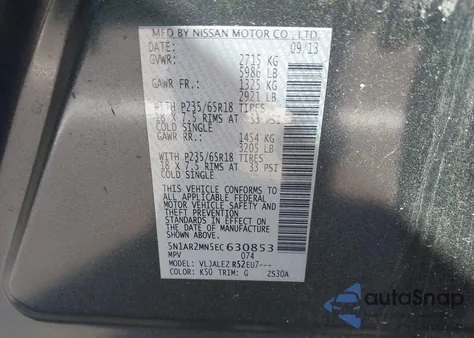 MFD BY NISSAN MOTOR CO., LTD.
DATE: 09/13
GVWR: 2715 KG
5986 LB
GAWR FR.: 1325 KG
2921 LB
WITH P235/65R18 TIRES
18 X 7.5 RIMS AT 33 PSI
COLD SINGLE
GAWR RR.: 1454 KG
3205 LB
WITH P235/65R18 TIRES
18 X 7.5 RIMS AT 33 PSI
COLD SINGLE
THIS VEHICLE CONFORMS TO
ALL APPLICABLE FEDERAL
MOTOR VEHICLE SAFETY AND
THEFT PREVENTION STANDARDS
IN EFFECT ON THE DATE OF
MANUFACTURE SHOWN ABOVE.
5N1AR2MN5EC630853
MPV 074
MODEL: VLJALEZ R52EU7---
COLOR: K50 TRIM: G ZS30A
autoSnap